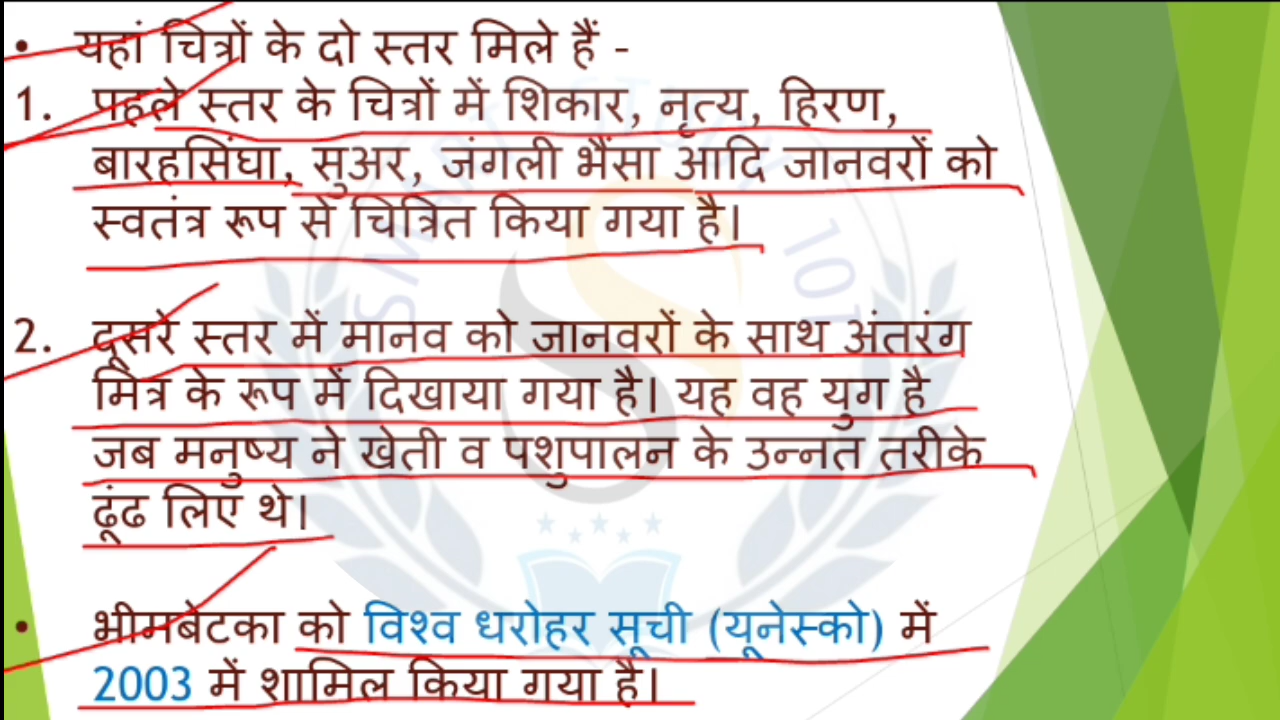 • यहां चित्रों के दो स्तर मिले हैं -
1. पहले स्तर के चित्रों में शिकार, नृत्य, हिरण,
बारहसिंघा, सुअर, जंगली भैंसा आदि जानवरों को
स्वतंत्र रूप से चित्रित किया गया है।
2. दूसरे स्तर में मानव को जानवरों के साथ अंतरंग
मित्र के रूप में दिखाया गया है। यह वह युग है
जब मनुष्य ने खेती व पशुपालन के उन्नत तरीके
ढूंढ लिए थे।
• भीमबेटका को विश्व धरोहर सूची (यूनेस्को) में
2003 में शामिल किया गया है।